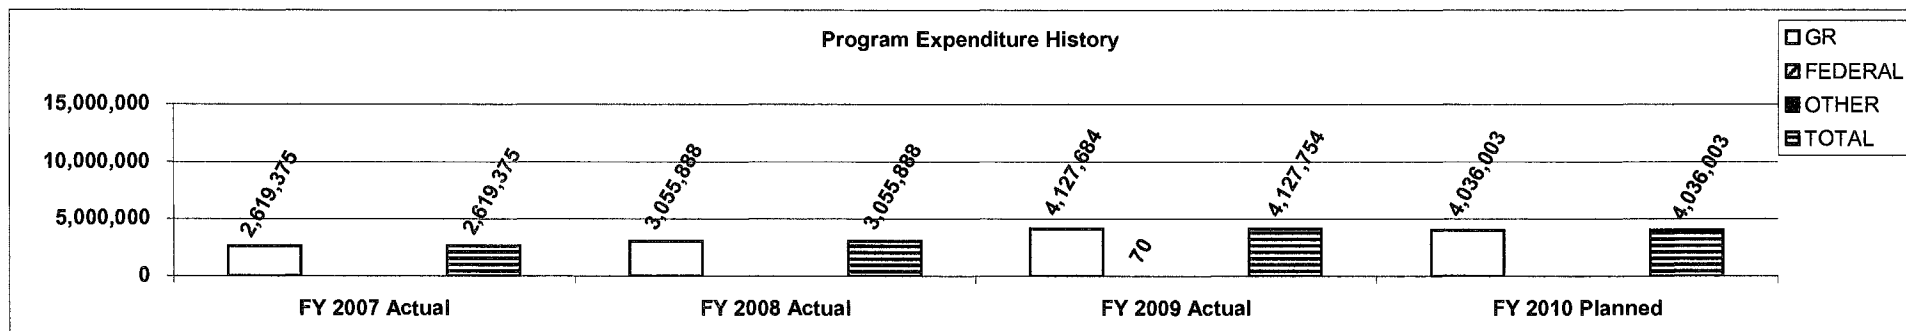 Program Expenditure History
GR
FEDERAL
OTHER
TOTAL
15,000,000
10,000,000
5,000,000
0
2,619,375
2,619,375
3,055,888
3,055,888
4,127,684
70
4,127,754
4,036,003
4,036,003
FY 2007 Actual
FY 2008 Actual
FY 2009 Actual
FY 2010 Planned